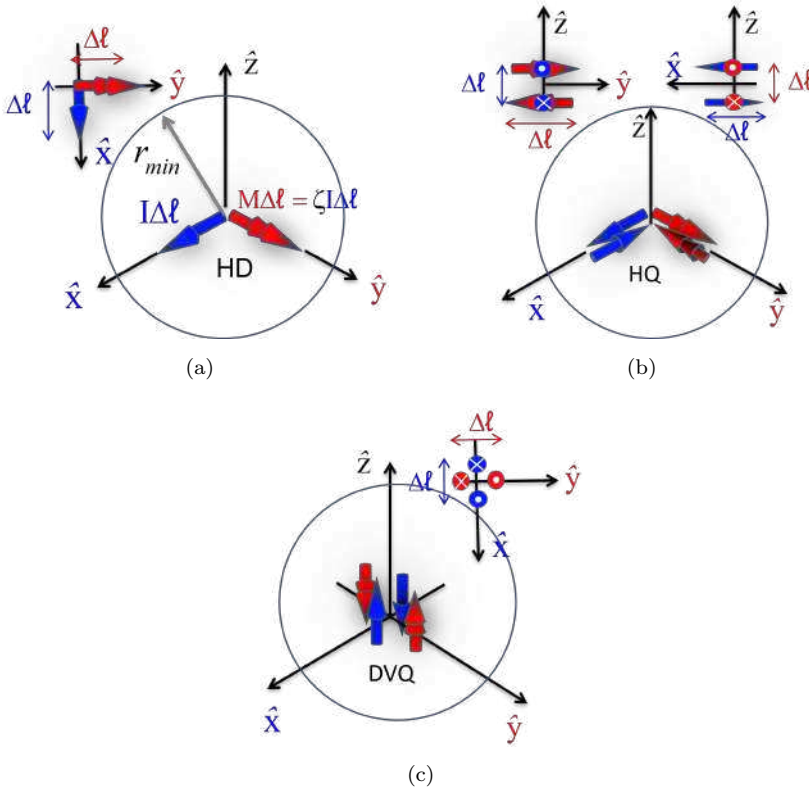 Δℓ
ŷ
Δℓ
x̂
ẑ
r_min
IΔℓ
MΔℓ = ζIΔℓ
HD
x̂
ŷ
(a)
ẑ
Δℓ
ŷ
Δℓ
ẑ
x̂
Δℓ
Δℓ
ẑ
HQ
x̂
ŷ
(b)
Δℓ
ẑ
Δℓ
ŷ
x̂
DVQ
x̂
ŷ
(c)